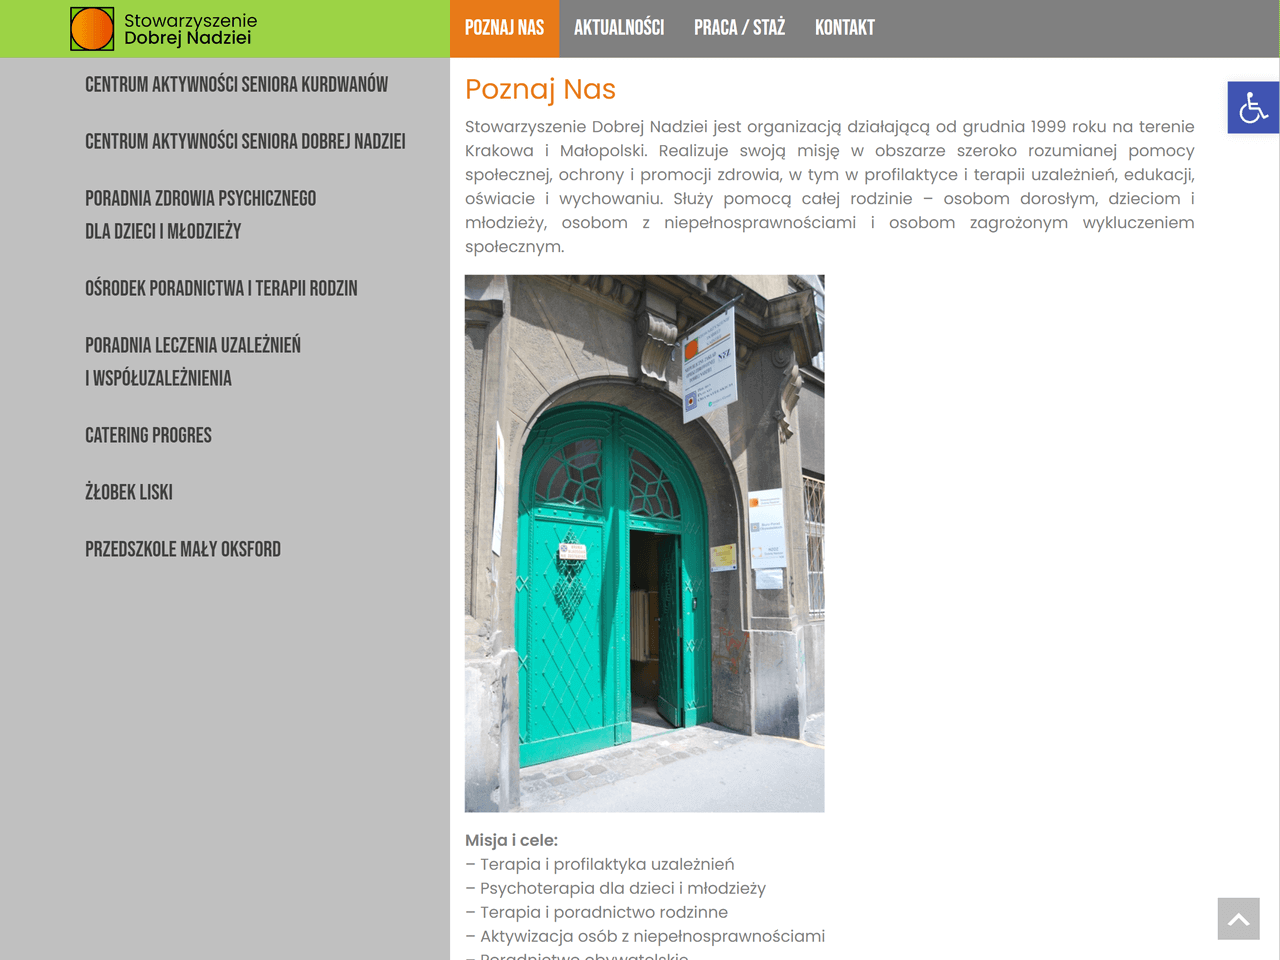 Stowarzyszenie
Dobrej Nadziei
POZNAJ NAS
AKTUALNOŚCI
PRACA / STAŻ
KONTAKT
CENTRUM AKTYWNOŚCI SENIORA KURDWANÓW
CENTRUM AKTYWNOŚCI SENIORA DOBREJ NADZIEI
PORADNIA ZDROWIA PSYCHICZNEGO
DLA DZIECI I MŁODZIEŻY
OŚRODEK PORADNICTWA I TERAPII RODZIN
PORADNIA LECZENIA UZALEŻNIEŃ
I WSPÓŁUZALEŻNIENIA
CATERING PROGRES
ŻŁOBEK LISKI
PRZEDSZKOLE MAŁY OKSFORD
Poznaj Nas
Stowarzyszenie Dobrej Nadziei jest organizacją działającą od grudnia 1999 roku na terenie
Krakowa i Małopolski. Realizuje swoją misję w obszarze szeroko rozumianej pomocy
społecznej, ochrony i promocji zdrowia, w tym w profilaktyce i terapii uzależnień, edukacji,
oświacie i wychowaniu. Służy pomocą całej rodzinie – osobom dorosłym, dzieciom i
młodzieży, osobom z niepełnosprawnościami i osobom zagrożonym wykluczeniem
społecznym.
NFZ
Misja i cele:
– Terapia i profilaktyka uzależnień
– Psychoterapia dla dzieci i młodzieży
– Terapia i poradnictwo rodzinne
– Aktywizacja osób z niepełnosprawnościami
– Poradnictwo obywatelskie